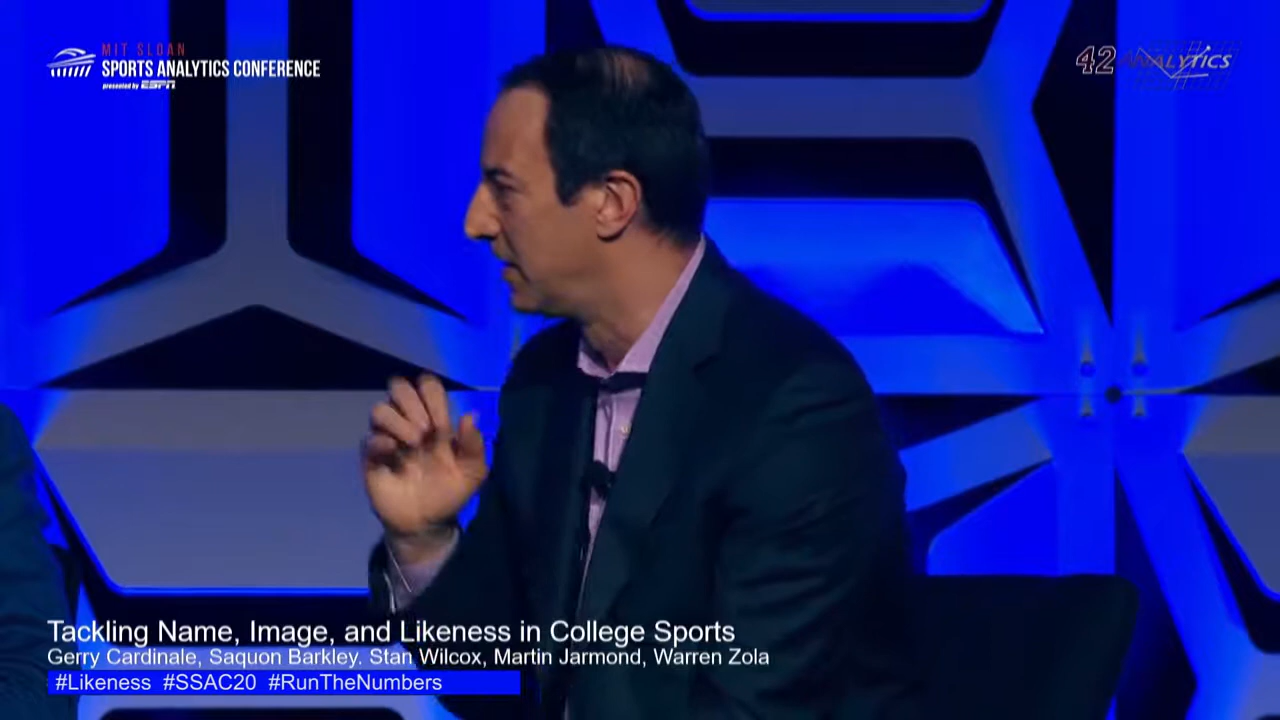 MIT SLOAN
SPORTS ANALYTICS CONFERENCE
presented by ESPN
42 ANALYTICS
Tackling Name, Image, and Likeness in College Sports
Gerry Cardinale, Saquon Barkley. Stan Wilcox, Martin Jarmond, Warren Zola
#Likeness #SSAC20 #RunTheNumbers